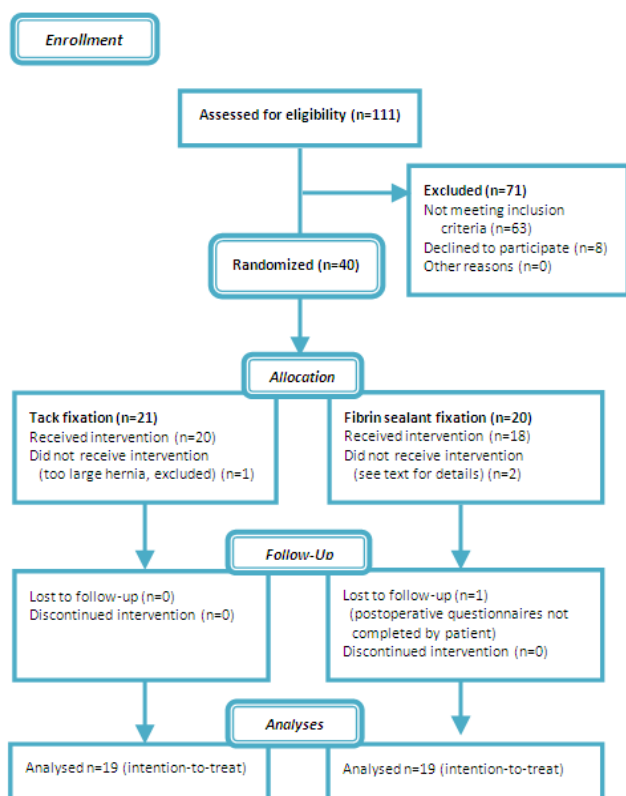 Enrollment
Assessed for eligibility (n=111)
Excluded (n=71)
Not meeting inclusion
criteria (n=63)
Declined to participate (n=8)
Other reasons (n=0)
Randomized (n=40)
Allocation
Tack fixation (n=21)
Received intervention (n=20)
Did not receive intervention
(too large hernia, excluded) (n=1)
Fibrin sealant fixation (n=20)
Received intervention (n=18)
Did not receive intervention
(see text for details) (n=2)
Follow-Up
Lost to follow-up (n=0)
Discontinued intervention (n=0)
Lost to follow-up (n=1)
(postoperative questionnaires not
completed by patient)
Discontinued intervention (n=0)
Analyses
Analysed n=19 (intention-to-treat)
Analysed n=19 (intention-to-treat)